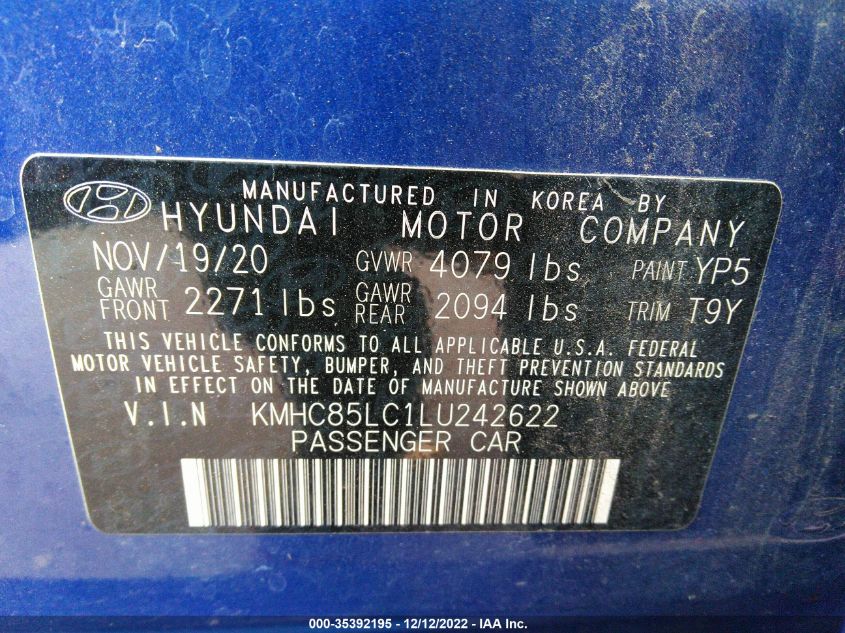 MANUFACTURED IN KOREA BY
HYUNDAI MOTOR COMPANY
NOV/19/20 GVWR 4079 lbs PAINT YP5
GAWR FRONT 2271 lbs GAWR REAR 2094 lbs TRIM T9Y
THIS VEHICLE CONFORMS TO ALL APPLICABLE U.S.A. FEDERAL
MOTOR VEHICLE SAFETY, BUMPER, AND THEFT PREVENTION STANDARDS
IN EFFECT ON THE DATE OF MANUFACTURE SHOWN ABOVE
V.I.N KMHC85LC1LU242622
PASSENGER CAR
000-35392195 - 12/12/2022 - IAA Inc.